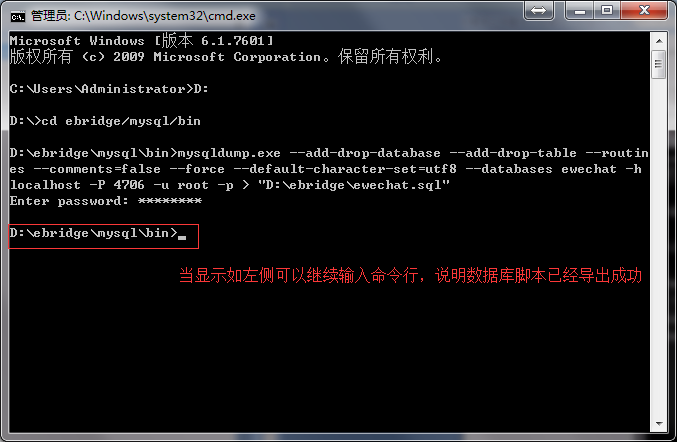 管理员: C:\Windows\system32\cmd.exe
Microsoft Windows [版本 6.1.7601]
版权所有 (c) 2009 Microsoft Corporation。保留所有权利。
C:\Users\Administrator>D:
D:\>cd ebridge/mysql/bin
D:\ebridge\mysql\bin>mysqldump.exe --add-drop-database --add-drop-table --routin
es --comments=false --force --default-character-set=utf8 --databases ewechat -h
localhost -P 4706 -u root -p > "D:\ebridge\ewechat.sql"
Enter password: ********
D:\ebridge\mysql\bin>
当显示如左侧可以继续输入命令行，说明数据库脚本已经导出成功